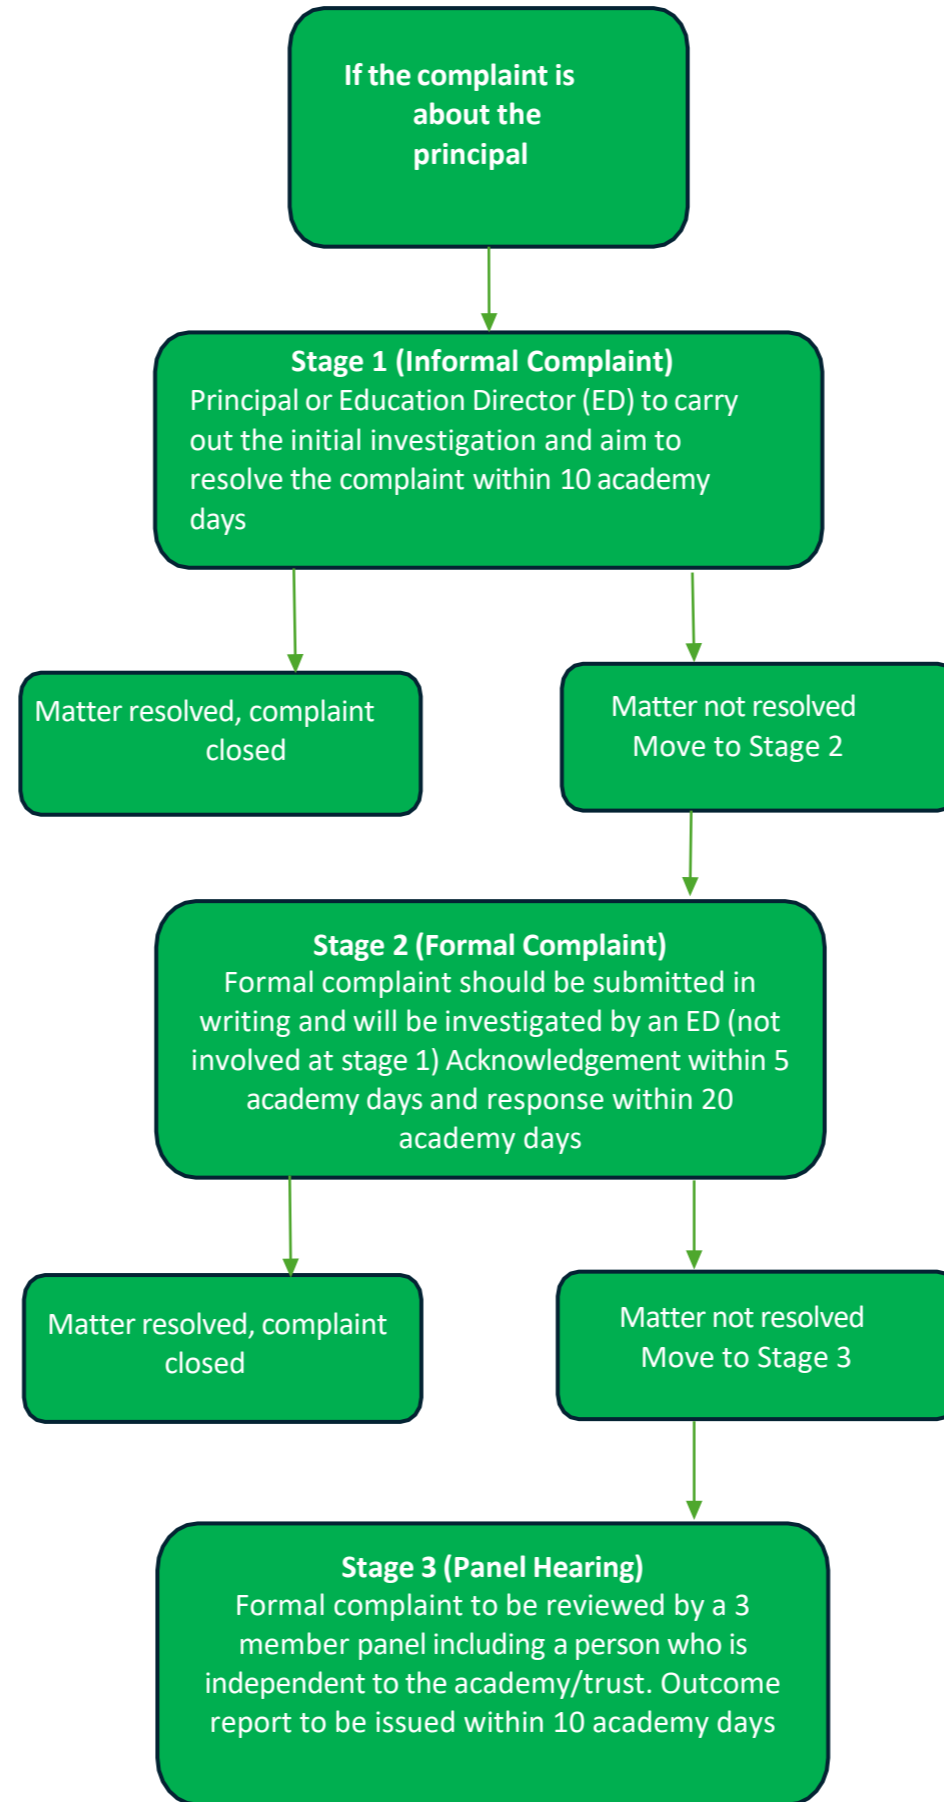 If the complaint is
about the
principal
Stage 1 (Informal Complaint)
Principal or Education Director (ED) to carry
out the initial investigation and aim to
resolve the complaint within 10 academy
days
Matter resolved, complaint
closed
Matter not resolved
Move to Stage 2
Stage 2 (Formal Complaint)
Formal complaint should be submitted in
writing and will be investigated by an ED (not
involved at stage 1) Acknowledgement within 5
academy days and response within 20
academy days
Matter resolved, complaint
closed
Matter not resolved
Move to Stage 3
Stage 3 (Panel Hearing)
Formal complaint to be reviewed by a 3
member panel including a person who is
independent to the academy/trust. Outcome
report to be issued within 10 academy days